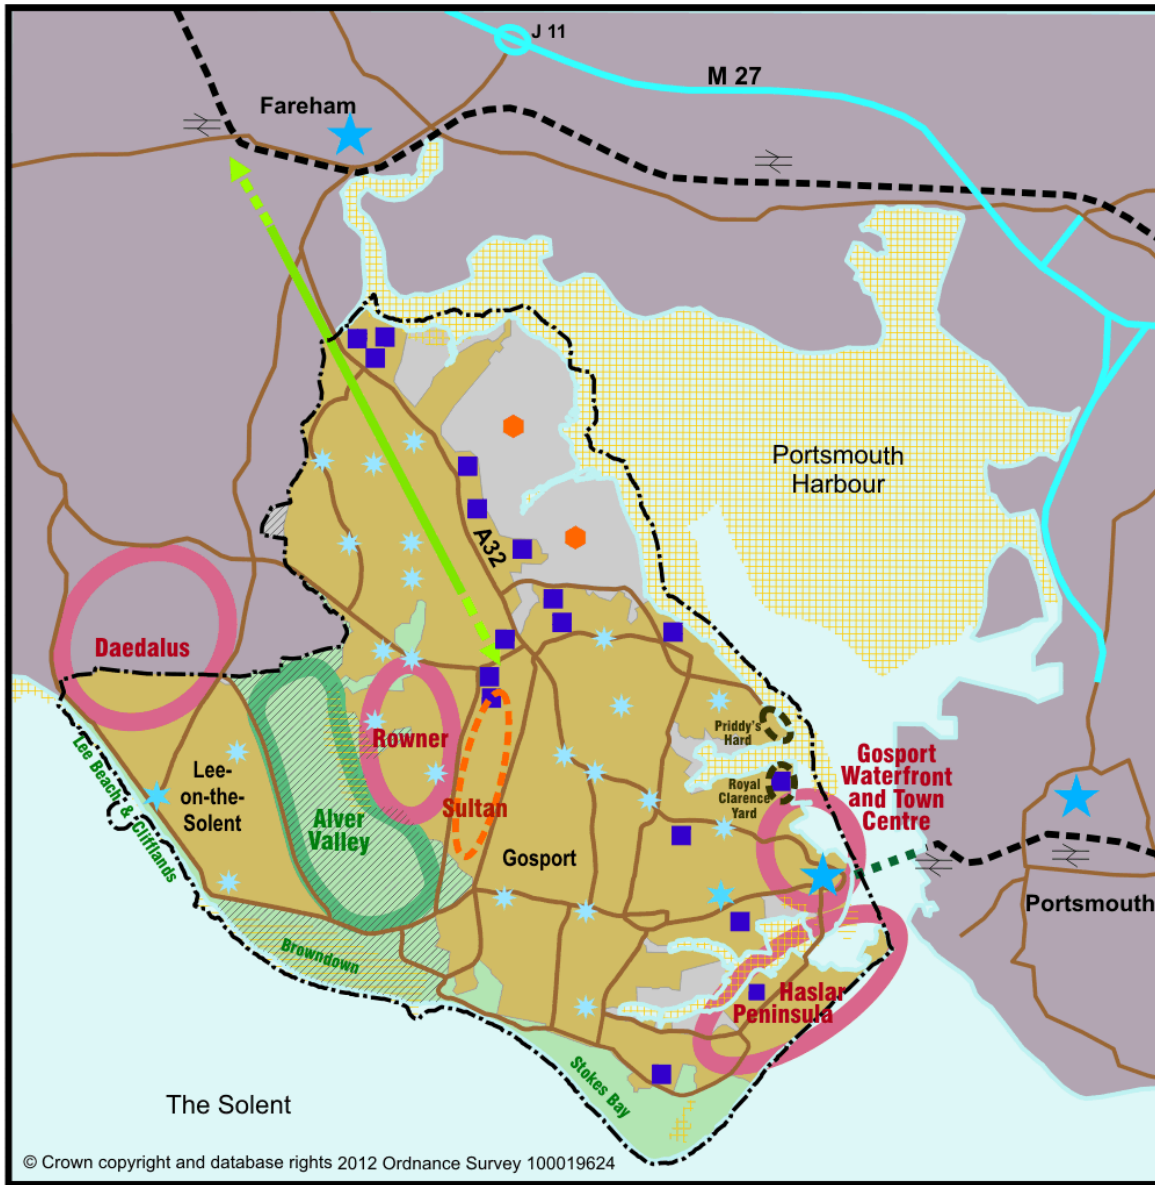 J 11
M 27
Fareham
Portsmouth
Harbour
A32
Daedalus
Priddy's
Hard
Rowner
Gosport
Waterfront
and Town
Centre
Lee-
on-the-
Solent
Royal
Clarence
Yard
Sultan
Lee Beach & Clifflands
Alver
Valley
Gosport
Portsmouth
Browndown
Haslar
Peninsula
Stokes Bay
The Solent
© Crown copyright and database rights 2012 Ordnance Survey 100019624